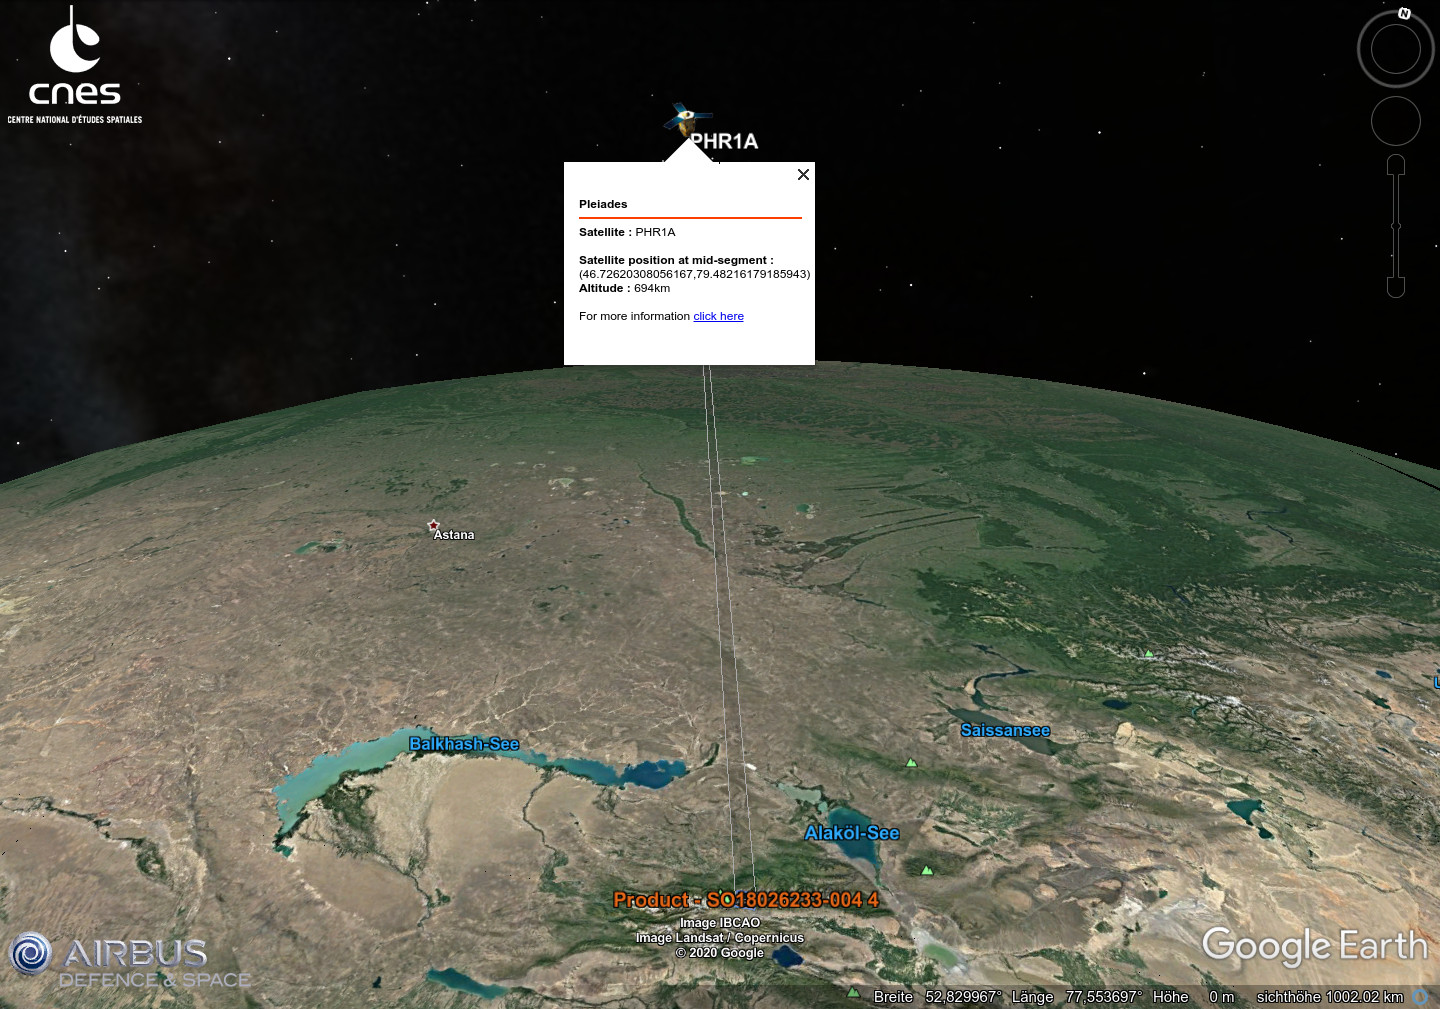 cnes
CENTRE NATIONAL D'ÉTUDES SPATIALES
N
PHR1A
Pleiades
Satellite : PHR1A
Satellite position at mid-segment :
(46.72620308056167,79.48216179185943)
Altitude : 694km
For more information click here
Astana
Balkhash-See
Saissansee
Alaköl-See
Product - SO18026233-004 4
Image IBCAO
Image Landsat / Copernicus
© 2020 Google
AIRBUS
DEFENCE & SPACE
Google Earth
Breite 52,829967° Länge 77,553697° Höhe 0 m sichthöhe 1002.02 km